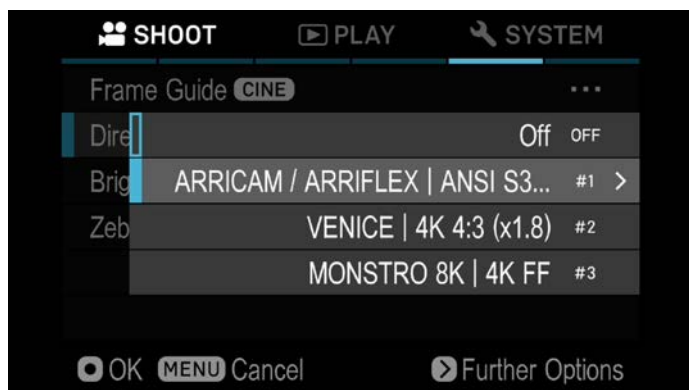 SHOOT PLAY SYSTEM
Frame Guide CINE ...
Dire Off OFF
Brig ARRICAM / ARRIFLEX | ANSI S3... #1 >
Zeb VENICE | 4K 4:3 (x1.8) #2
MONSTRO 8K | 4K FF #3
OK MENU Cancel Further Options